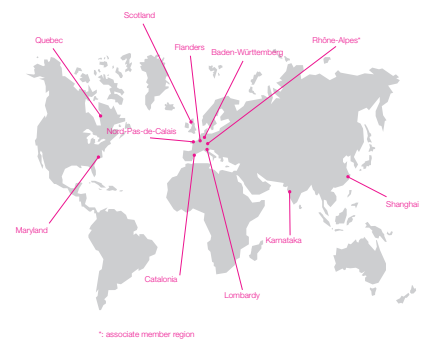 Scotland
Quebec
Flanders
Rhône-Alpes*
Baden-Württemberg
Nord-Pas-de-Calais
Shanghai
Maryland
Karnataka
Catalonia
Lombardy
*: associate member region